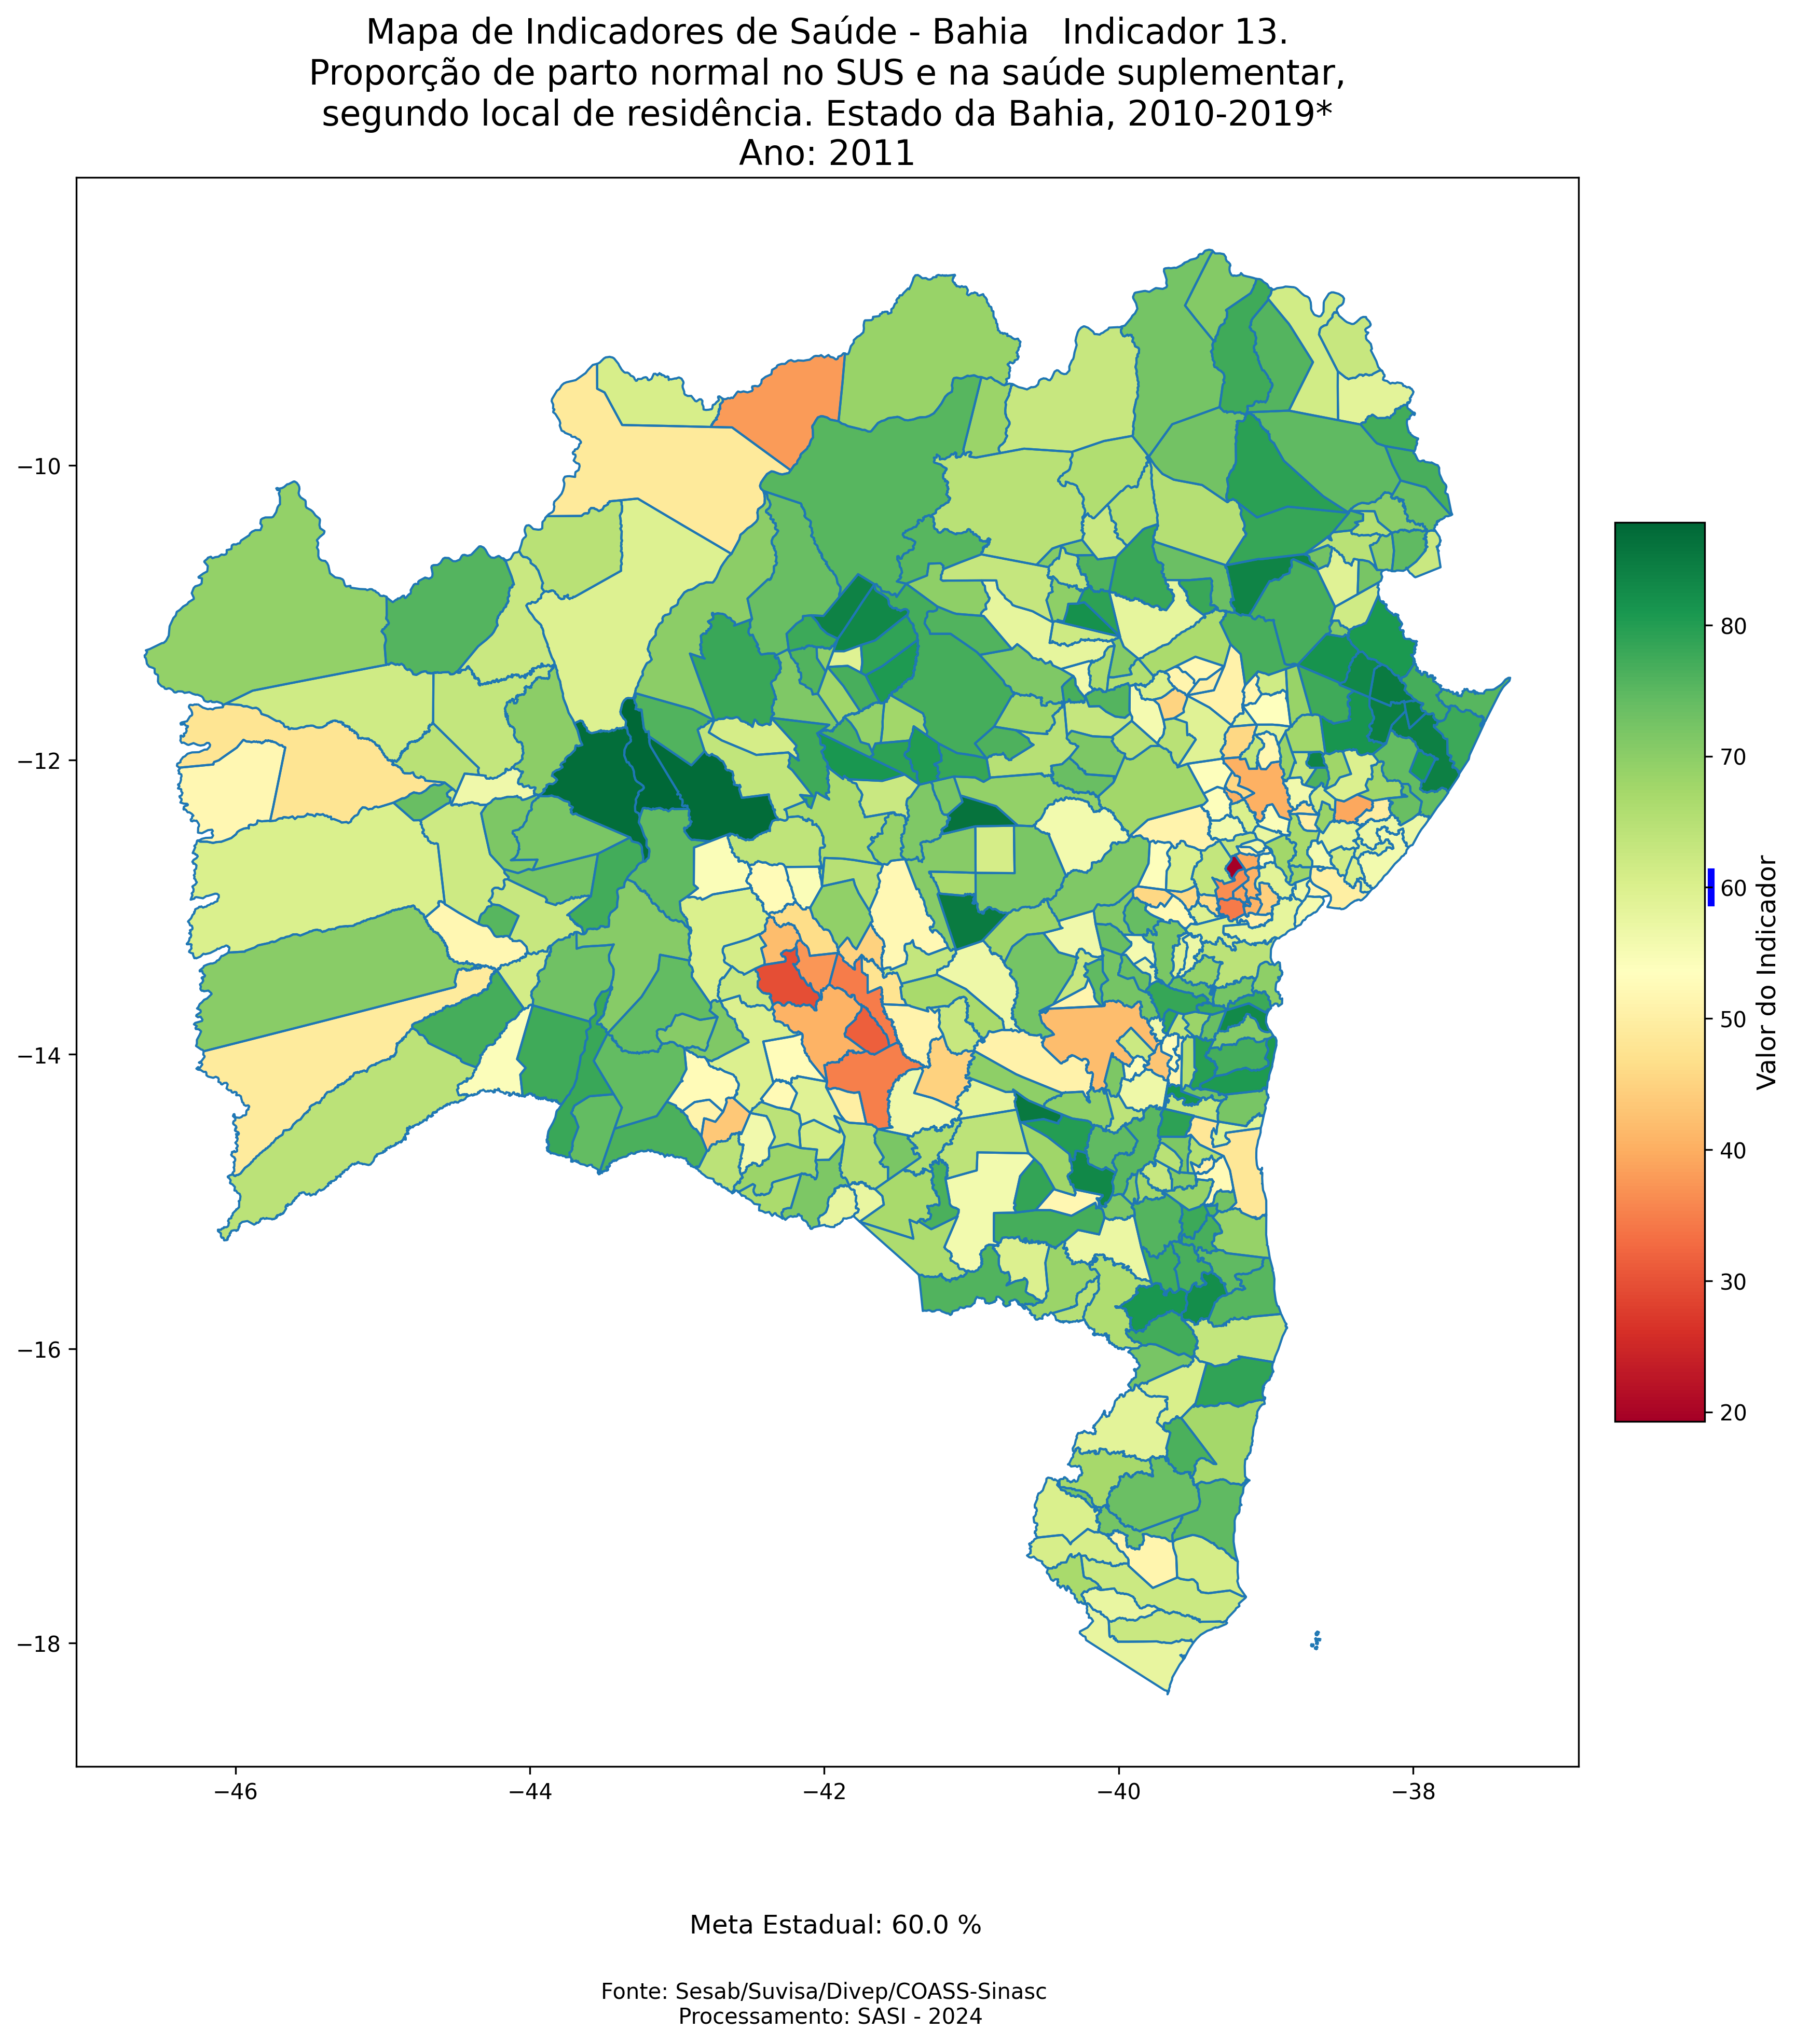 Mapa de Indicadores de Saúde - Bahia   Indicador 13.
Proporção de parto normal no SUS e na saúde suplementar,
segundo local de residência. Estado da Bahia, 2010-2019*
Ano: 2011
−10
−12
−14
−16
−18
−46
−44
−42
−40
−38
80
70
60
50
40
30
20
Valor do Indicador
Meta Estadual: 60.0 %
Fonte: Sesab/Suvisa/Divep/COASS-Sinasc
Processamento: SASI - 2024